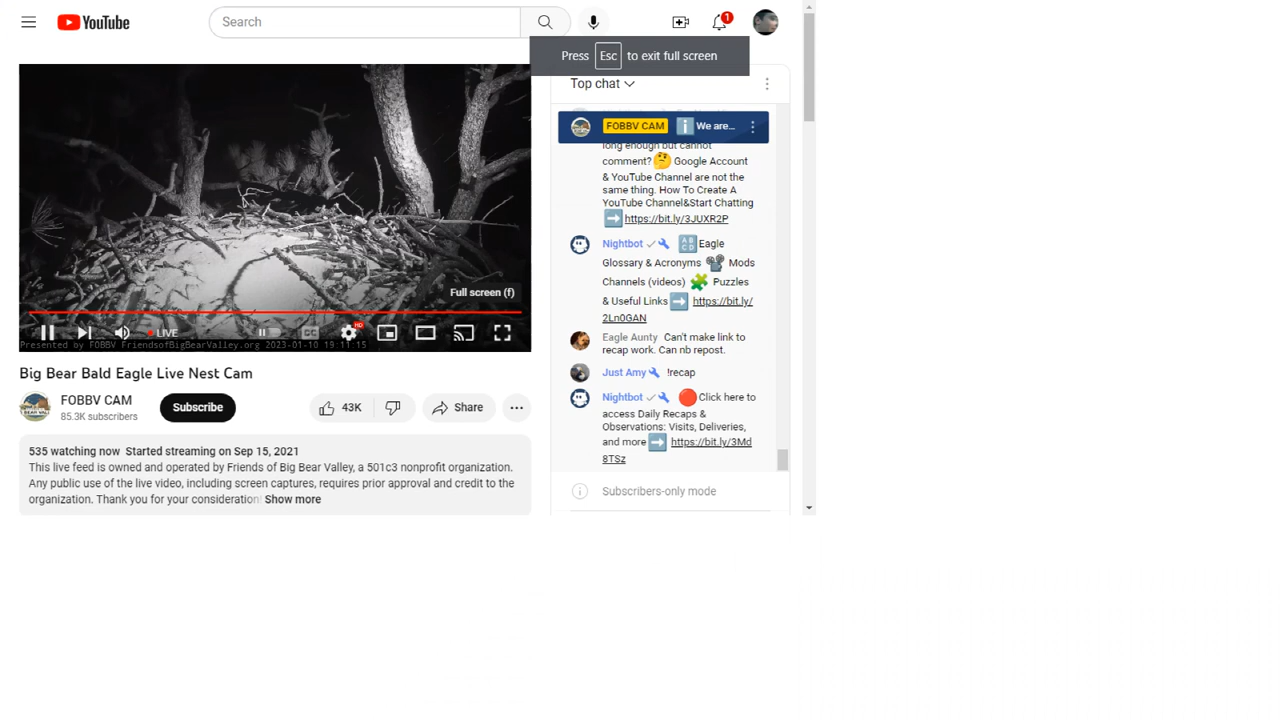 YouTube
Search
1
Press Esc to exit full screen
Top chat
FOBBV CAM We are...
long enough but cannot
comment? Google Account
& YouTube Channel are not the
same thing. How To Create A
YouTube Channel&Start Chatting
https://bit.ly/3JUXR2P
Nightbot Eagle
Glossary & Acronyms Mods
Channels (videos) Puzzles
& Useful Links https://bit.ly/
2Ln0GAN
Eagle Aunty Can't make link to
recap work. Can nb repost.
Just Amy !recap
Nightbot Click here to
access Daily Recaps &
Observations: Visits, Deliveries,
and more https://bit.ly/3Md
8TSz
Subscribers-only mode
Full screen (f)
LIVE
CC
HD
Presented by FOBBV FriendsofBigBearValley.org 2023-01-10 19:11:15
Big Bear Bald Eagle Live Nest Cam
FOBBV CAM
85.3K subscribers
Subscribe
43K
Share
535 watching now Started streaming on Sep 15, 2021
This live feed is owned and operated by Friends of Big Bear Valley, a 501c3 nonprofit organization.
Any public use of the live video, including screen captures, requires prior approval and credit to the
organization. Thank you for your consideration Show more